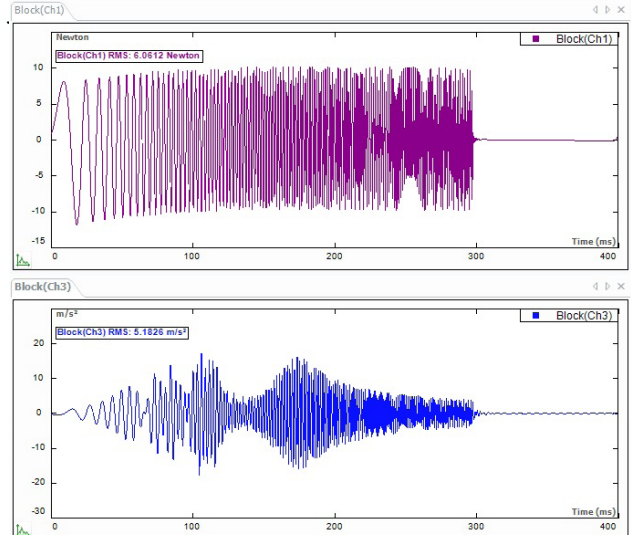 Block(Ch1)
Newton
Block(Ch1)
Block(Ch1) RMS: 6.0612 Newton
10
5
0
-5
-10
-15
Time (ms)
0 100 200 300 400
Block(Ch3)
m/s²
Block(Ch3)
Block(Ch3) RMS: 5.1826 m/s²
20
10
0
-10
-20
-30
Time (ms)
0 100 200 300 400